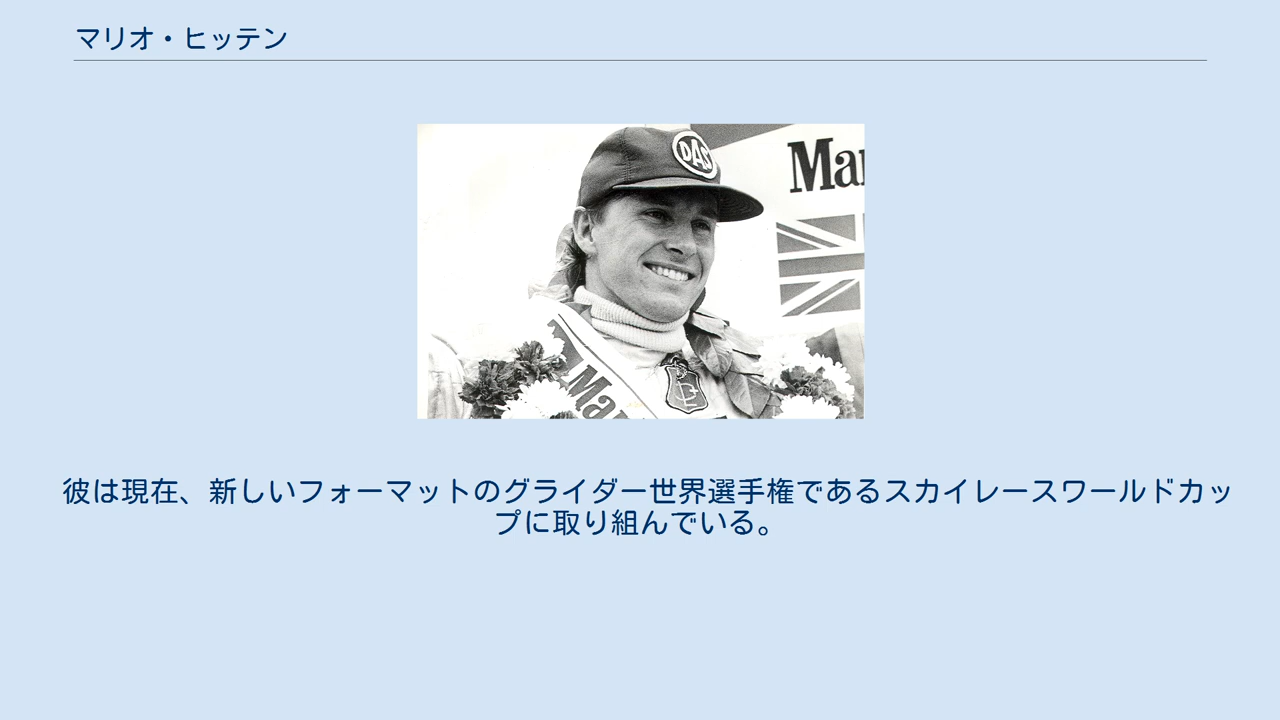 マリオ・ヒッテン
DAS
Mar
Mar
彼は現在、新しいフォーマットのグライダー世界選手権であるスカイレースワールドカッ
プに取り組んでいる。